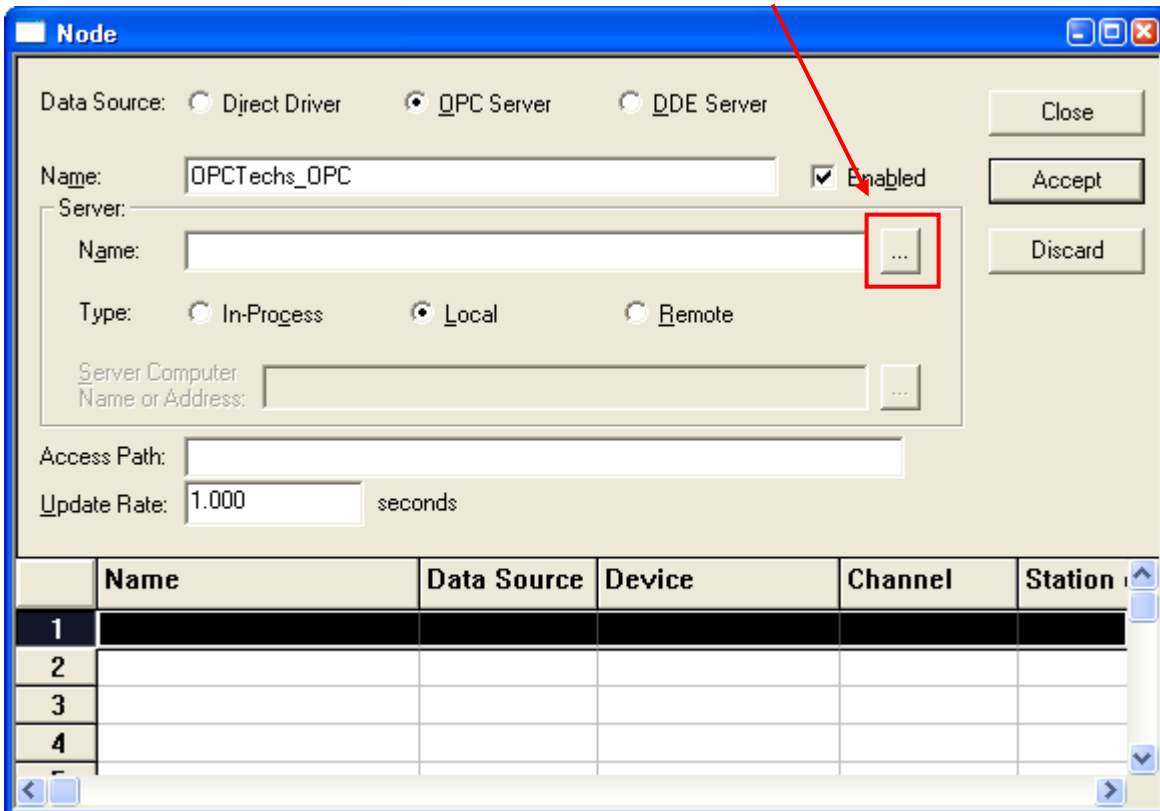 Node
Data Source: Direct Driver OPC Server DDE Server
Close
Name: OPCTechs_OPC Enabled
Accept
Server:
Name: ...
Discard
Type: In-Process Local Remote
Server Computer
Name or Address: ...
Access Path:
Update Rate: 1.000 seconds
Name Data Source Device Channel Station
1
2
3
4